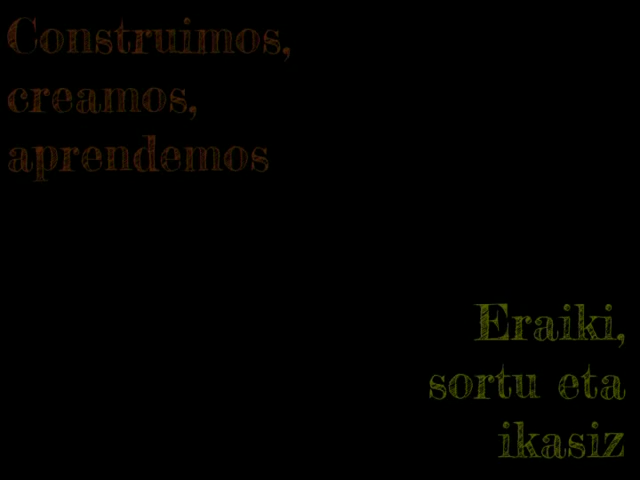 Construimos,
creamos,
aprendemos
Eraiki,
sortu eta
ikasiz